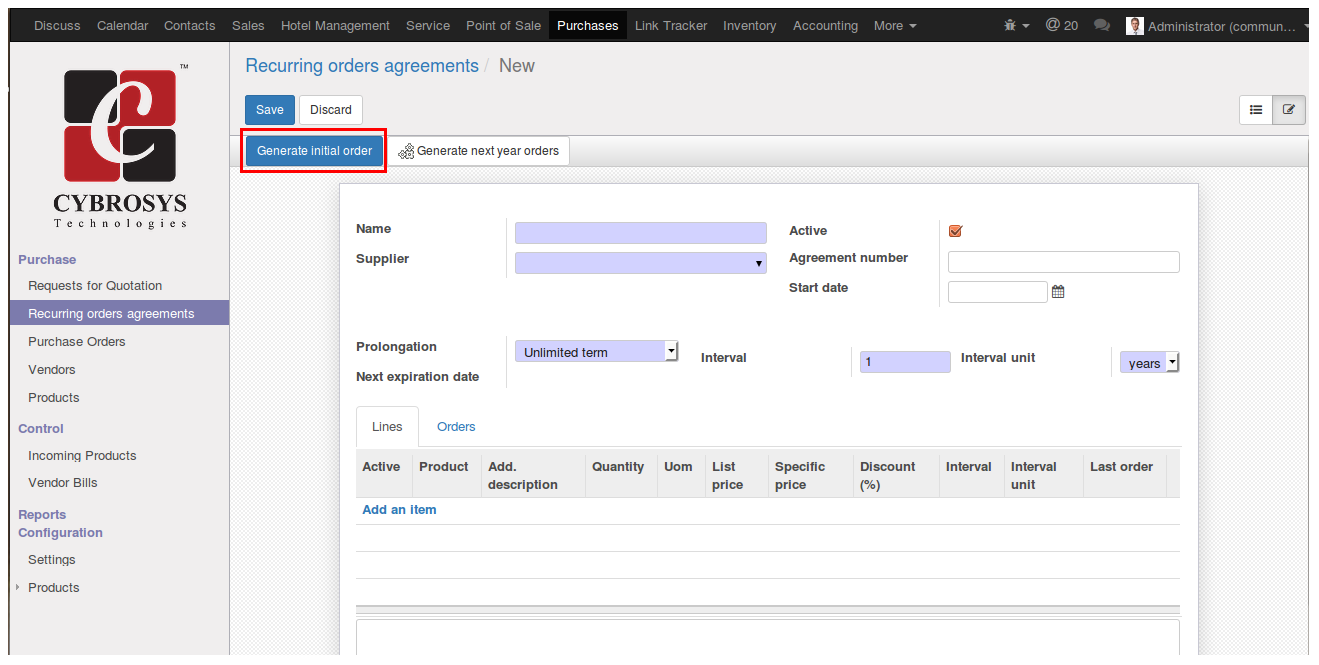 Discuss Calendar Contacts Sales Hotel Management Service Point of Sale Purchases Link Tracker Inventory Accounting More @ 20 Administrator (commun...
CYBROSYS
Technologies
™
Purchase
Requests for Quotation
Recurring orders agreements
Purchase Orders
Vendors
Products
Control
Incoming Products
Vendor Bills
Reports
Configuration
Settings
Products
Recurring orders agreements / New
Save Discard
Generate initial order Generate next year orders
Name
Supplier
Active
Agreement number
Start date
Prolongation Unlimited term Interval 1 Interval unit years
Next expiration date
Lines Orders
Active Product Add. description Quantity Uom List price Specific price Discount (%) Interval Interval unit Last order
Add an item